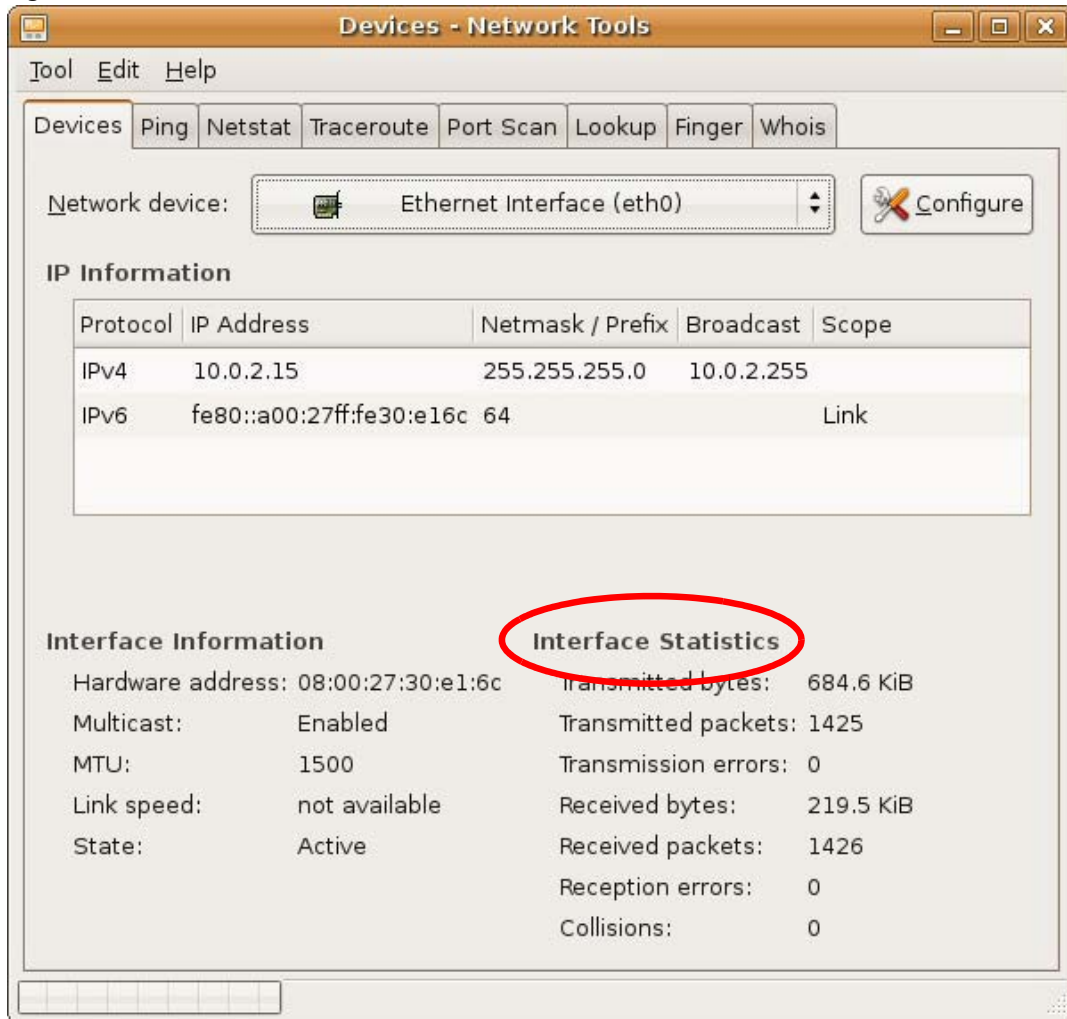 Devices - Network Tools
Tool Edit Help
Devices Ping Netstat Traceroute Port Scan Lookup Finger Whois
Network device: Ethernet Interface (eth0) Configure
IP Information
Protocol IP Address Netmask / Prefix Broadcast Scope
IPv4 10.0.2.15 255.255.255.0 10.0.2.255
IPv6 fe80::a00:27ff:fe30:e16c 64 Link
Interface Information
Hardware address: 08:00:27:30:e1:6c
Multicast: Enabled
MTU: 1500
Link speed: not available
State: Active
Interface Statistics
Transmitted bytes: 684.6 KiB
Transmitted packets: 1425
Transmission errors: 0
Received bytes: 219.5 KiB
Received packets: 1426
Reception errors: 0
Collisions: 0